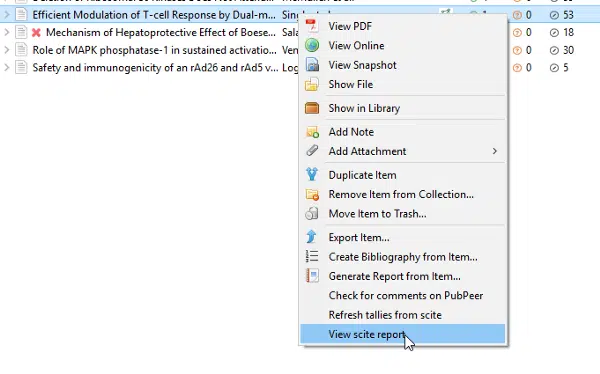 Efficient Modulation of T-cell Response by Dual-m... 0 53
Mechanism of Hepatoprotective Effect of Boese... Sala 0 18
Role of MAPK phosphatase-1 in sustained activatio... Ven 0 30
Safety and immunogenicity of an rAd26 and rAd5 v... Log 0 5
View PDF
View Online
View Snapshot
Show File
Show in Library
Add Note
Add Attachment
Duplicate Item
Remove Item from Collection...
Move Item to Trash...
Export Item...
Create Bibliography from Item...
Generate Report from Item...
Check for comments on PubPeer
Refresh tallies from scite
View scite report